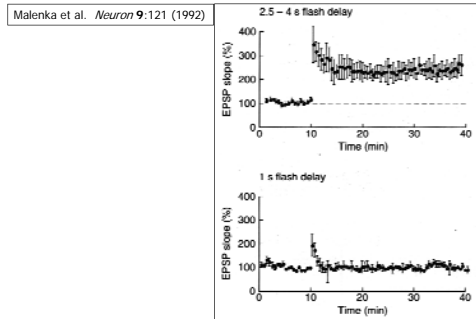 Malenka et al. Neuron 9:121 (1992)
2.5 – 4 s flash delay
EPSP slope (%)
400
300
200
100
0
0
10
20
30
40
Time (min)
1 s flash delay
EPSP slope (%)
400
300
200
100
0
0
10
20
30
40
Time (min)